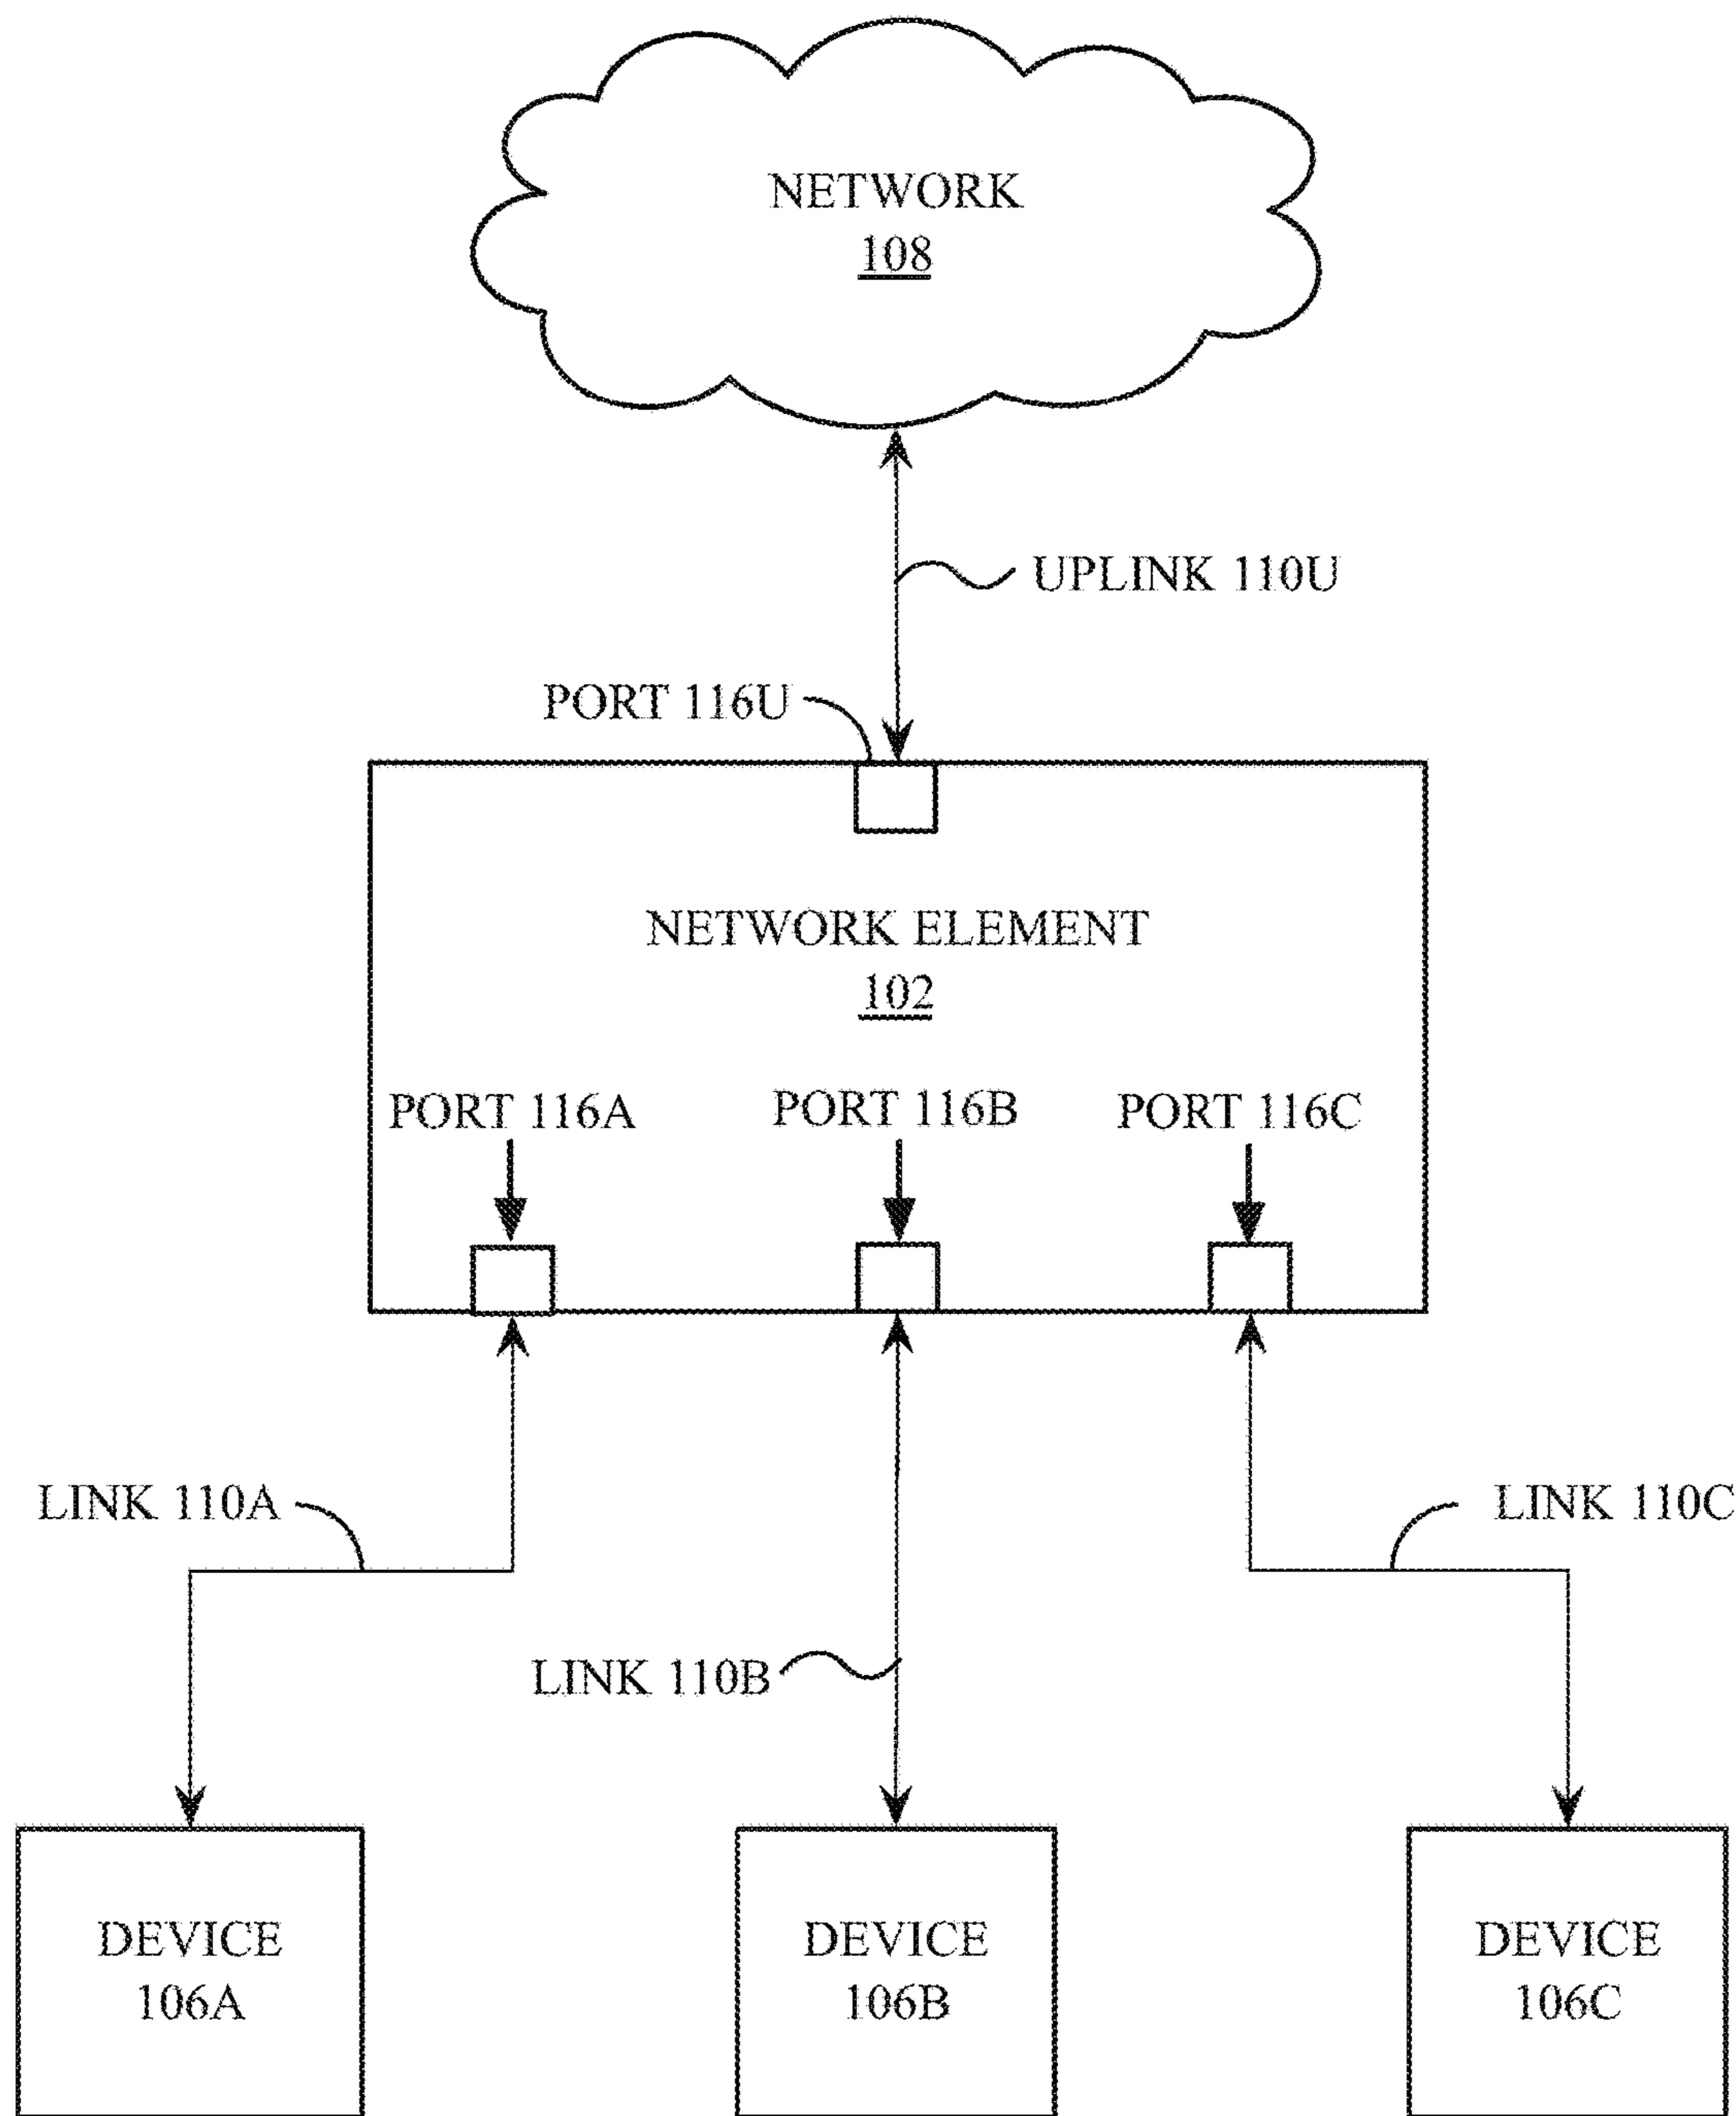 NETWORK
108
UPLINK 110U
PORT 116U
NETWORK ELEMENT
102
PORT 116A
PORT 116B
PORT 116C
LINK 110A
LINK 110C
LINK 110B
DEVICE
106A
DEVICE
106B
DEVICE
106C